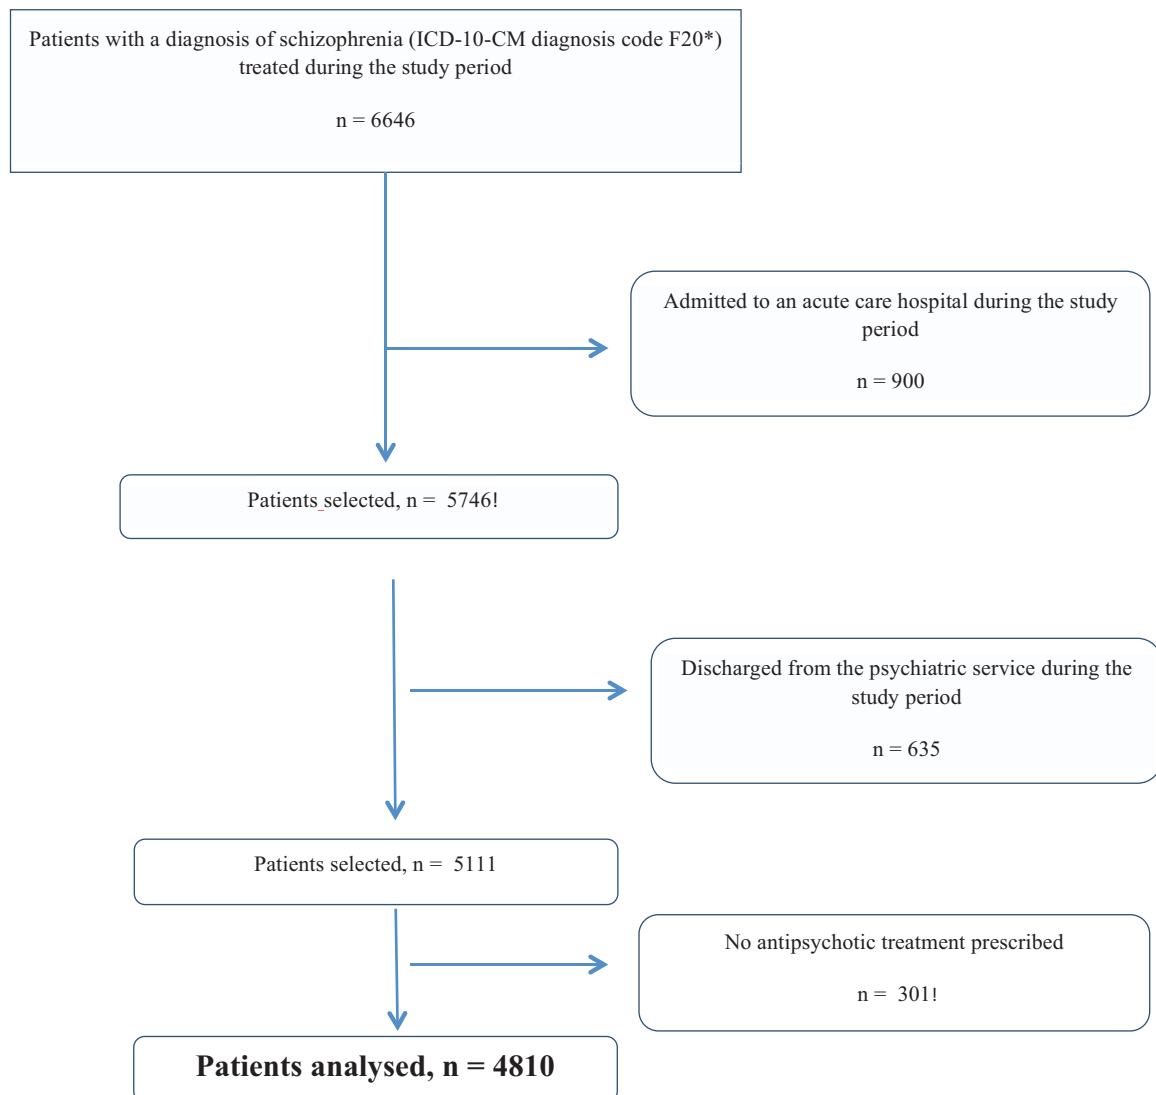 Patients with a diagnosis of schizophrenia (ICD-10-CM diagnosis code F20*)
treated during the study period
n = 6646
Admitted to an acute care hospital during the study
period
n = 900
Patients selected, n =  5746!
Discharged from the psychiatric service during the
study period
n = 635
Patients selected, n =  5111
No antipsychotic treatment prescribed
n =  301!
Patients analysed, n = 4810